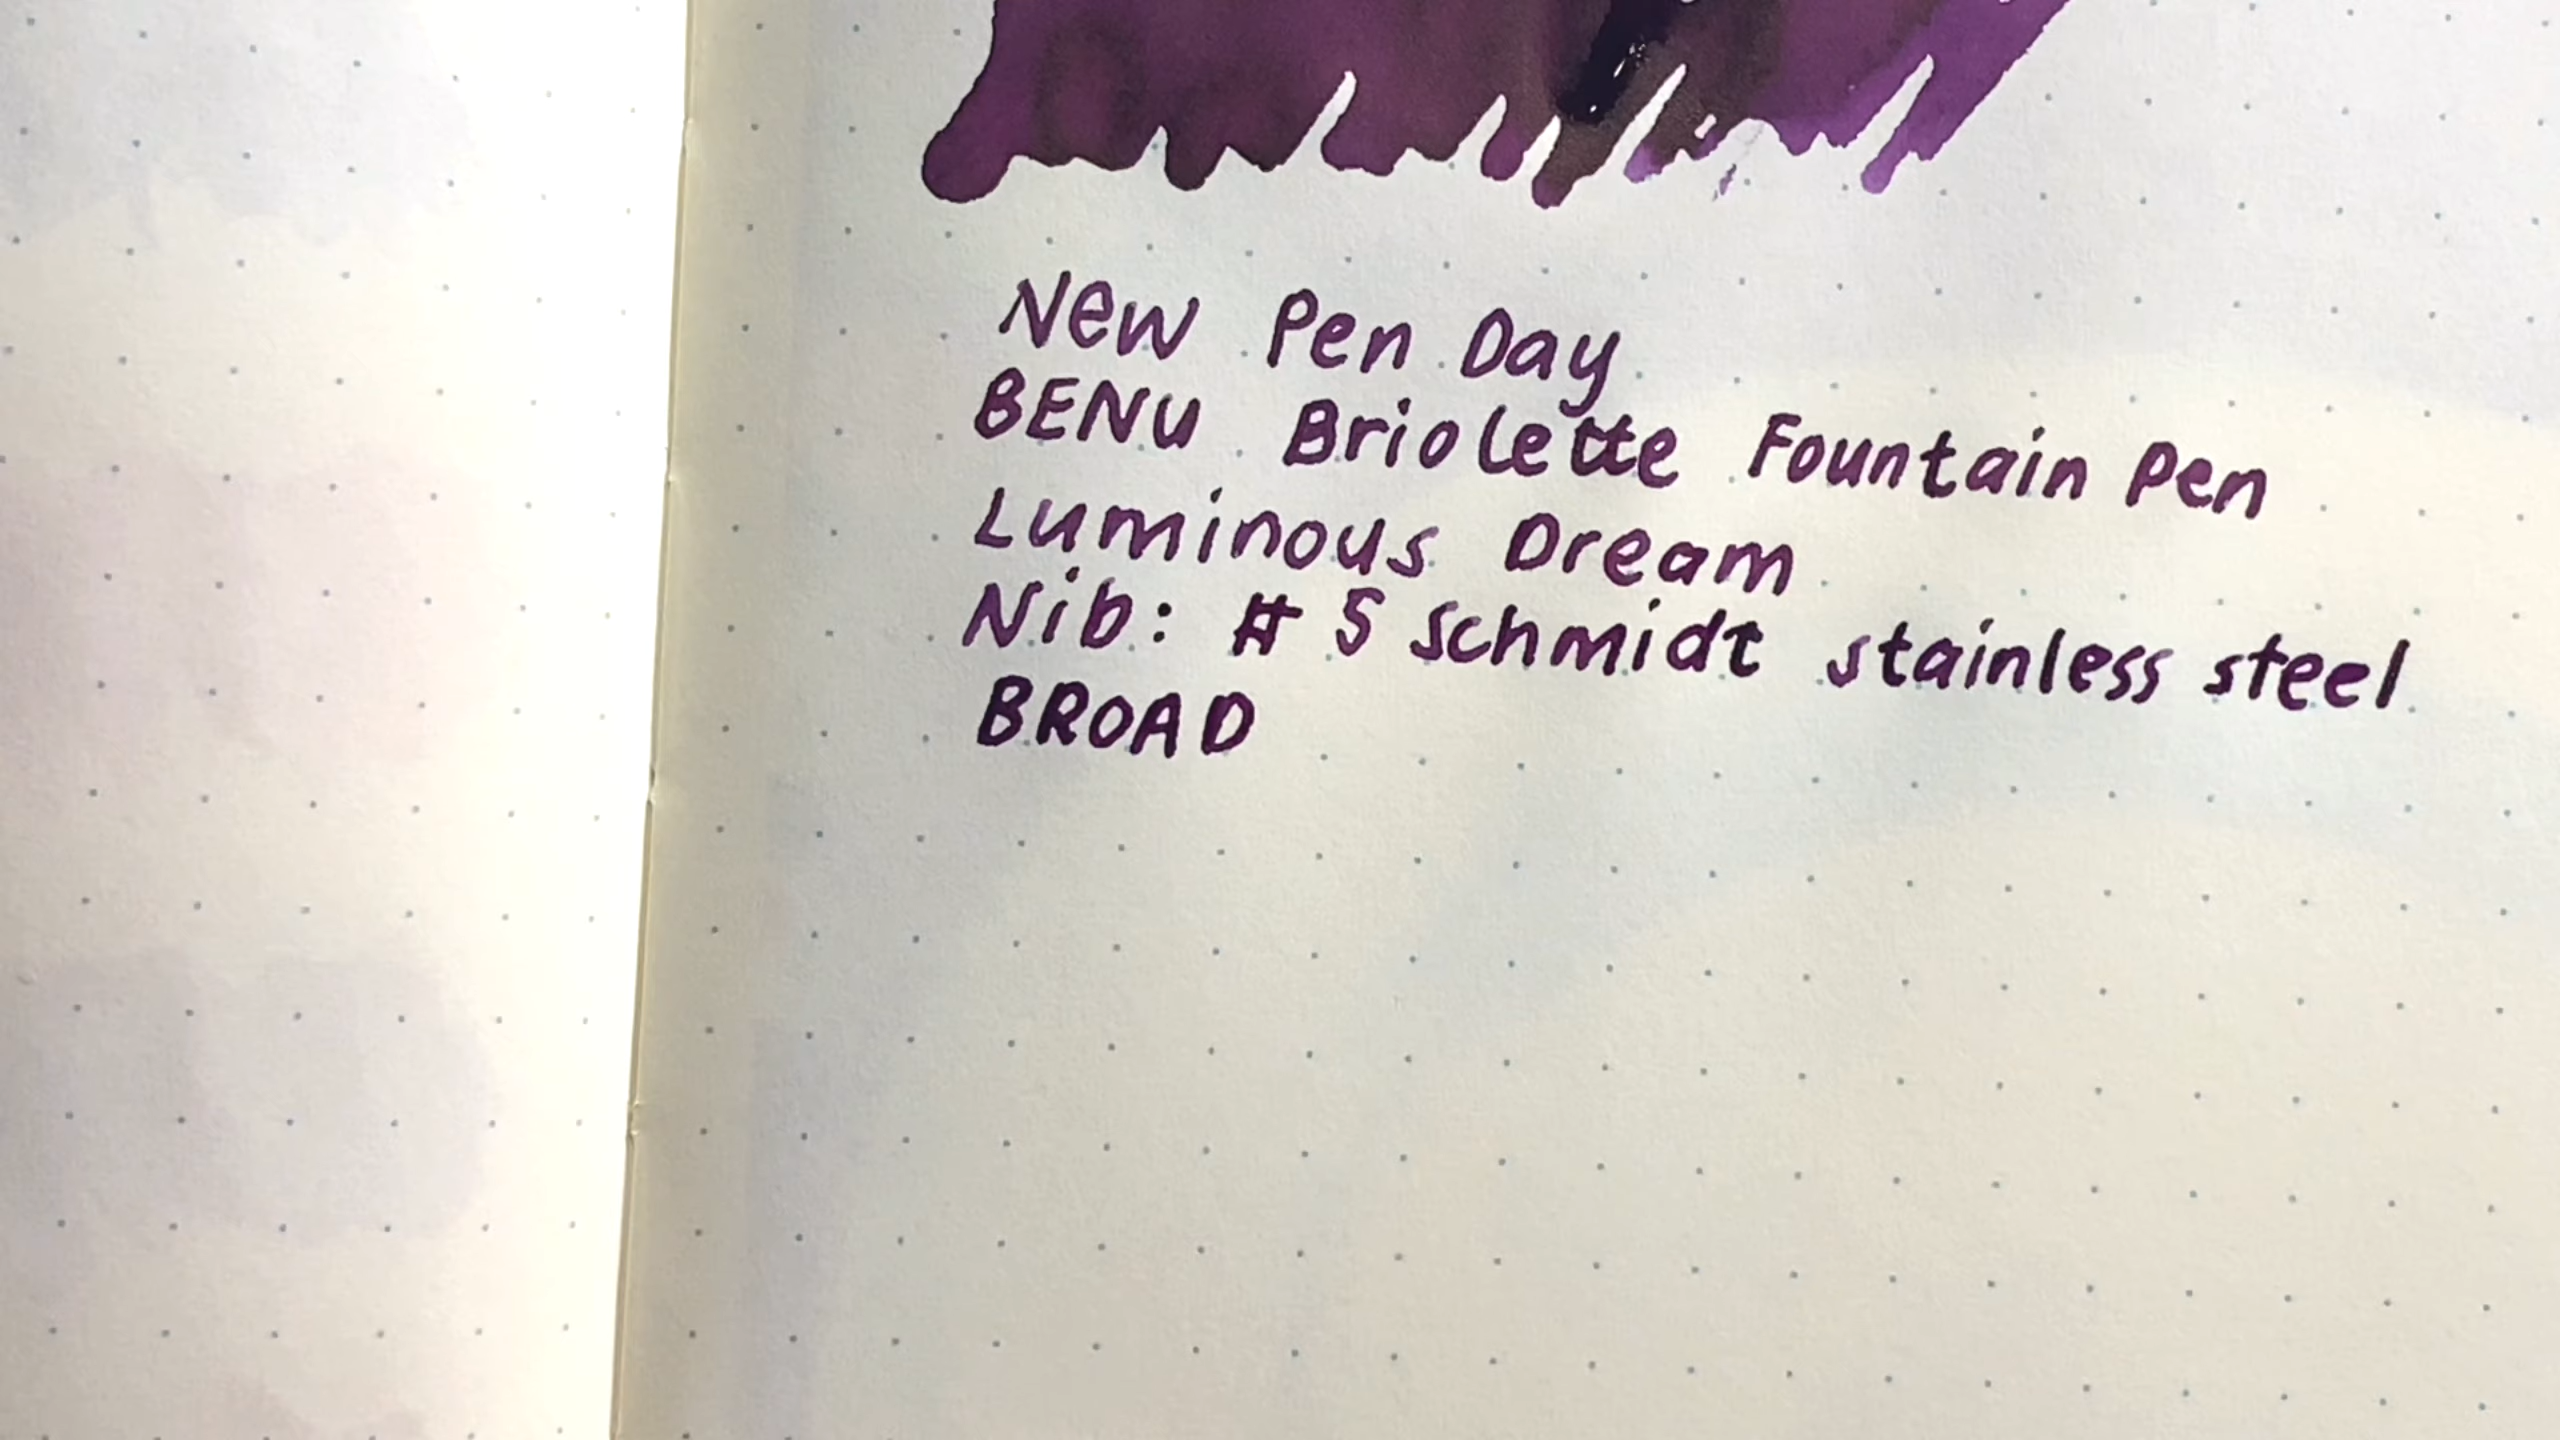 New Pen Day
BENU Briolette Fountain Pen
Luminous Dream
Nib: # 5 Schmidt stainless steel
BROAD